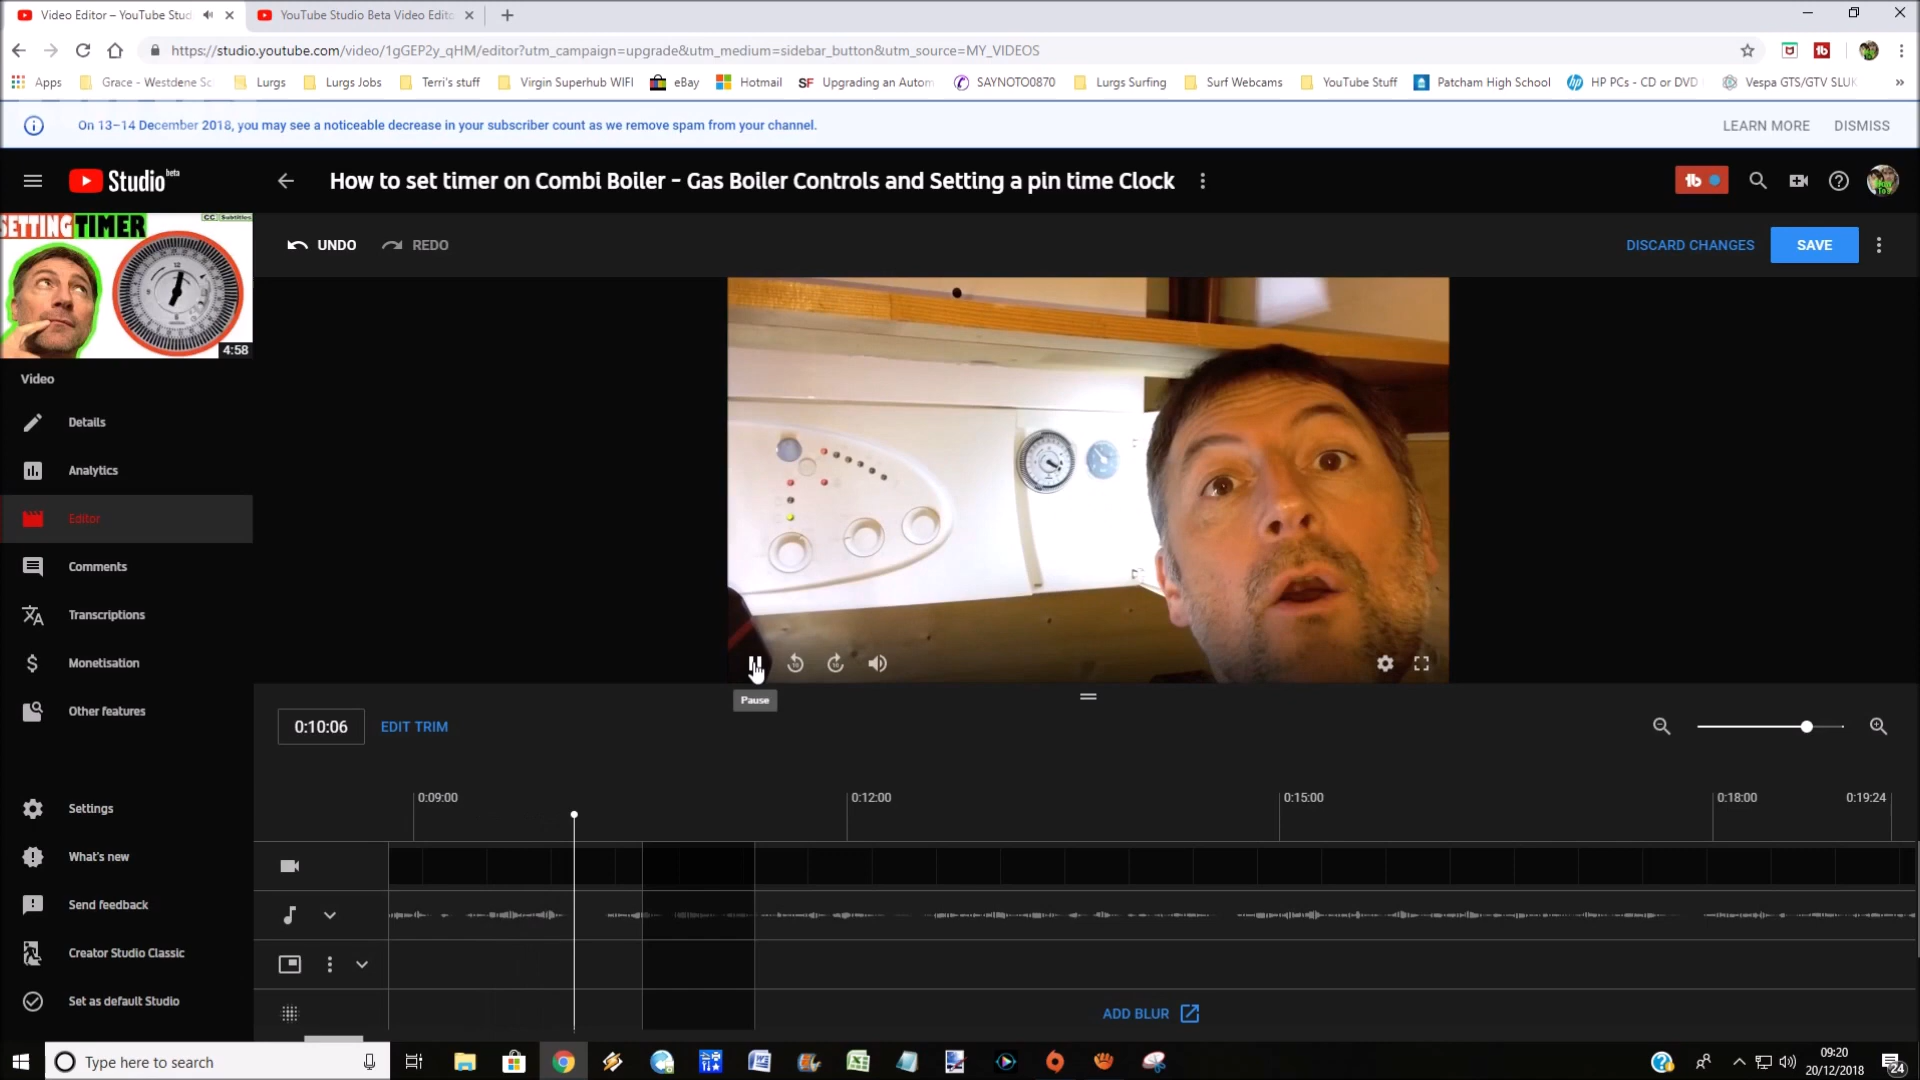 Video Editor – YouTube Stud
YouTube Studio Beta Video Edito
https://studio.youtube.com/video/1gGEP2y_qHM/editor?utm_campaign=upgrade&utm_medium=sidebar_button&utm_source=MY_VIDEOS
Apps
Grace - Westdene Sc
Lurgs
Lurgs Jobs
Terri's stuff
Virgin Superhub WIFI
eBay
Hotmail
SF Upgrading an Autom
SAYNOTO0870
Lurgs Surfing
Surf Webcams
YouTube Stuff
Patcham High School
HP PCs - CD or DVD
Vespa GTS/GTV SLUK
»
On 13–14 December 2018, you may see a noticeable decrease in your subscriber count as we remove spam from your channel.
LEARN MORE
DISMISS
Studio beta
How to set timer on Combi Boiler - Gas Boiler Controls and Setting a pin time Clock
UNDO
REDO
DISCARD CHANGES
SAVE
CC Subtitles
SETTING TIMER
12
4:58
Video
Details
Analytics
Editor
Comments
Transcriptions
Monetisation
Other features
Settings
What's new
Send feedback
Creator Studio Classic
Set as default Studio
Pause
0:10:06
EDIT TRIM
0:09:00
0:12:00
0:15:00
0:18:00
0:19:24
ADD BLUR
Type here to search
09:20
20/12/2018
24